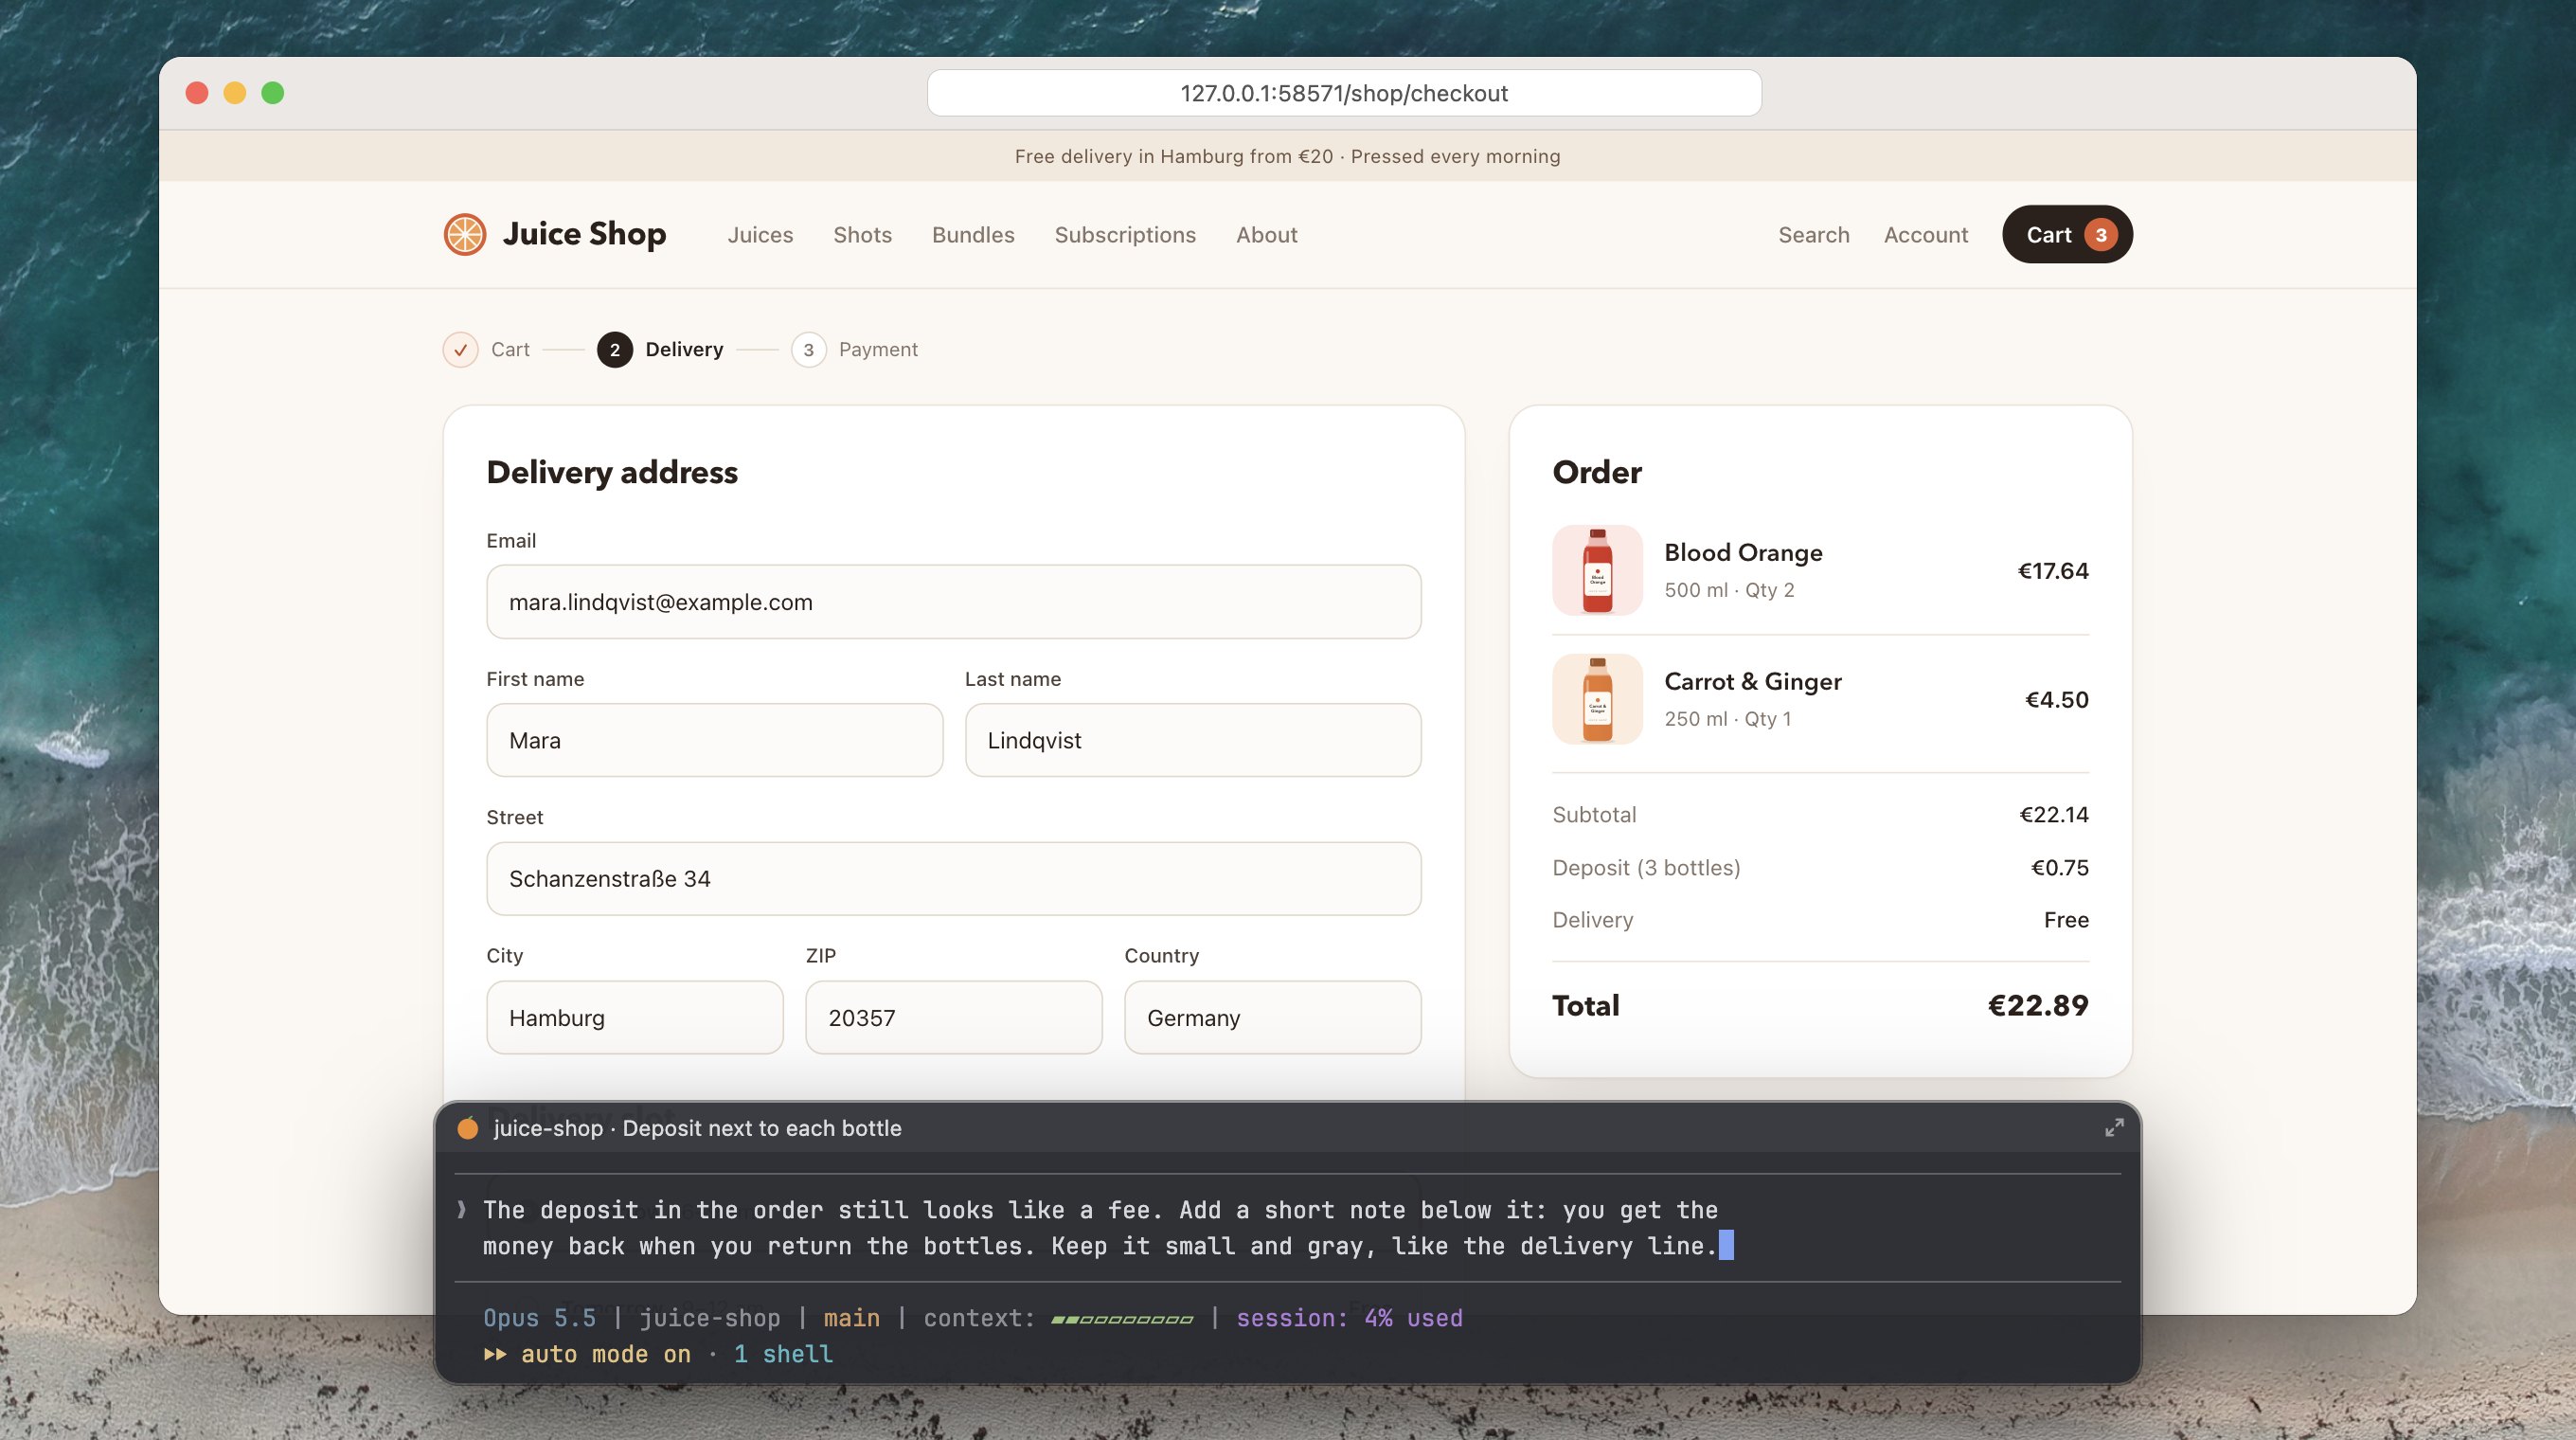 127.0.0.1:58571/shop/checkout
Free delivery in Hamburg from €20 · Pressed every morning
Juice Shop
Juices
Shots
Bundles
Subscriptions
About
Search
Account
Cart 3
Cart
2 Delivery
3 Payment
Delivery address
Email
mara.lindqvist@example.com
First name
Last name
Mara
Lindqvist
Street
Schanzenstraße 34
City
ZIP
Country
Hamburg
20357
Germany
Order
Blood Orange
500 ml · Qty 2
€17.64
Blood
Orange
Carrot & Ginger
250 ml · Qty 1
€4.50
Carrot &
Ginger
Subtotal €22.14
Deposit (3 bottles) €0.75
Delivery Free
Total €22.89
Delivery slot
juice-shop · Deposit next to each bottle
❯ The deposit in the order still looks like a fee. Add a short note below it: you get the
money back when you return the bottles. Keep it small and gray, like the delivery line.
Opus 5.5 | juice-shop | main | context: | session: 4% used
auto mode on · 1 shell